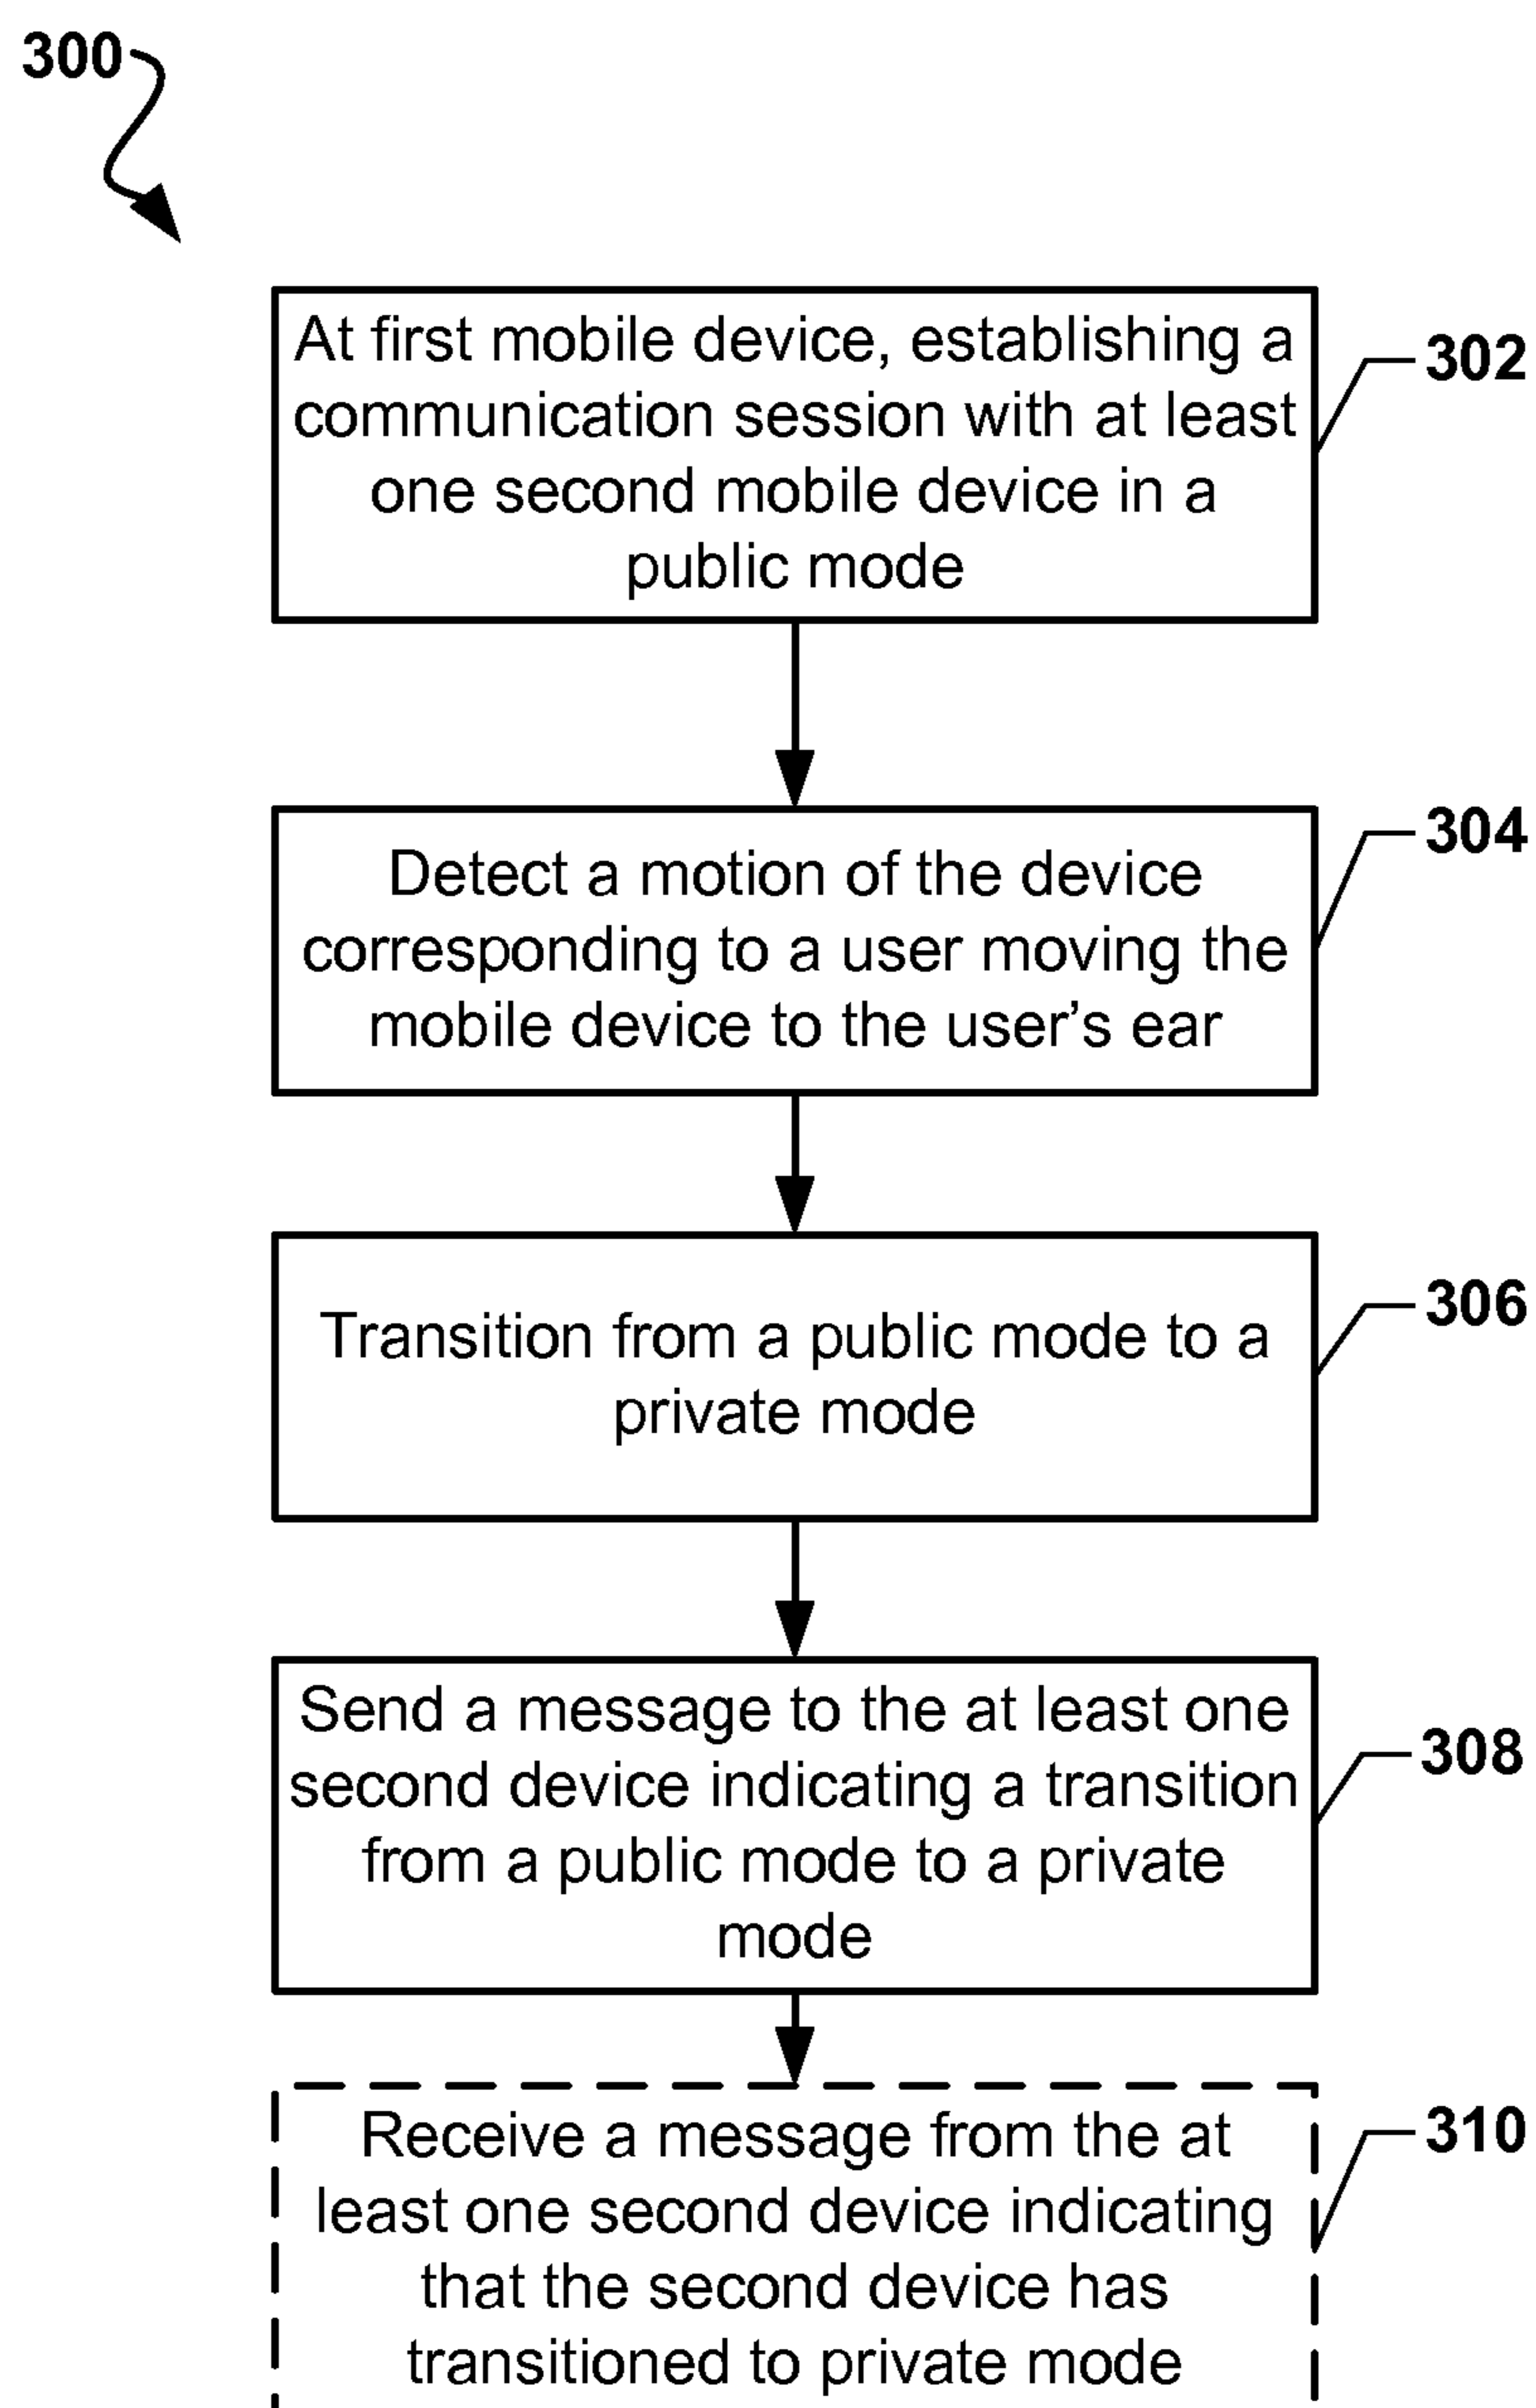 300
At first mobile device, establishing a
communication session with at least
one second mobile device in a
public mode
302
Detect a motion of the device
corresponding to a user moving the
mobile device to the user’s ear
304
Transition from a public mode to a
private mode
306
Send a message to the at least one
second device indicating a transition
from a public mode to a private
mode
308
Receive a message from the at
least one second device indicating
that the second device has
transitioned to private mode
310